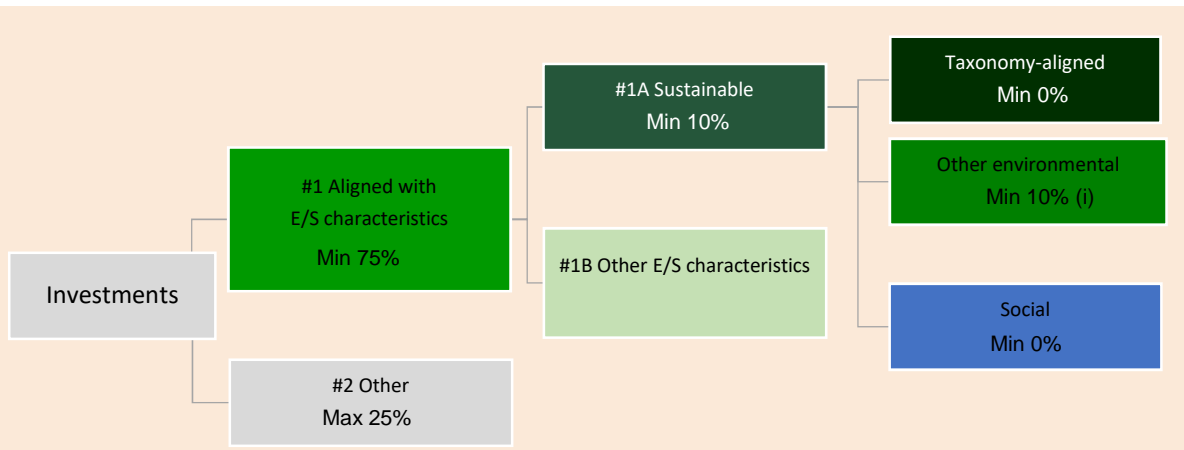 Investments
#1 Aligned with
E/S characteristics
Min 75%
#2 Other
Max 25%
#1A Sustainable
Min 10%
#1B Other E/S characteristics
Taxonomy-aligned
Min 0%
Other environmental
Min 10% (i)
Social
Min 0%